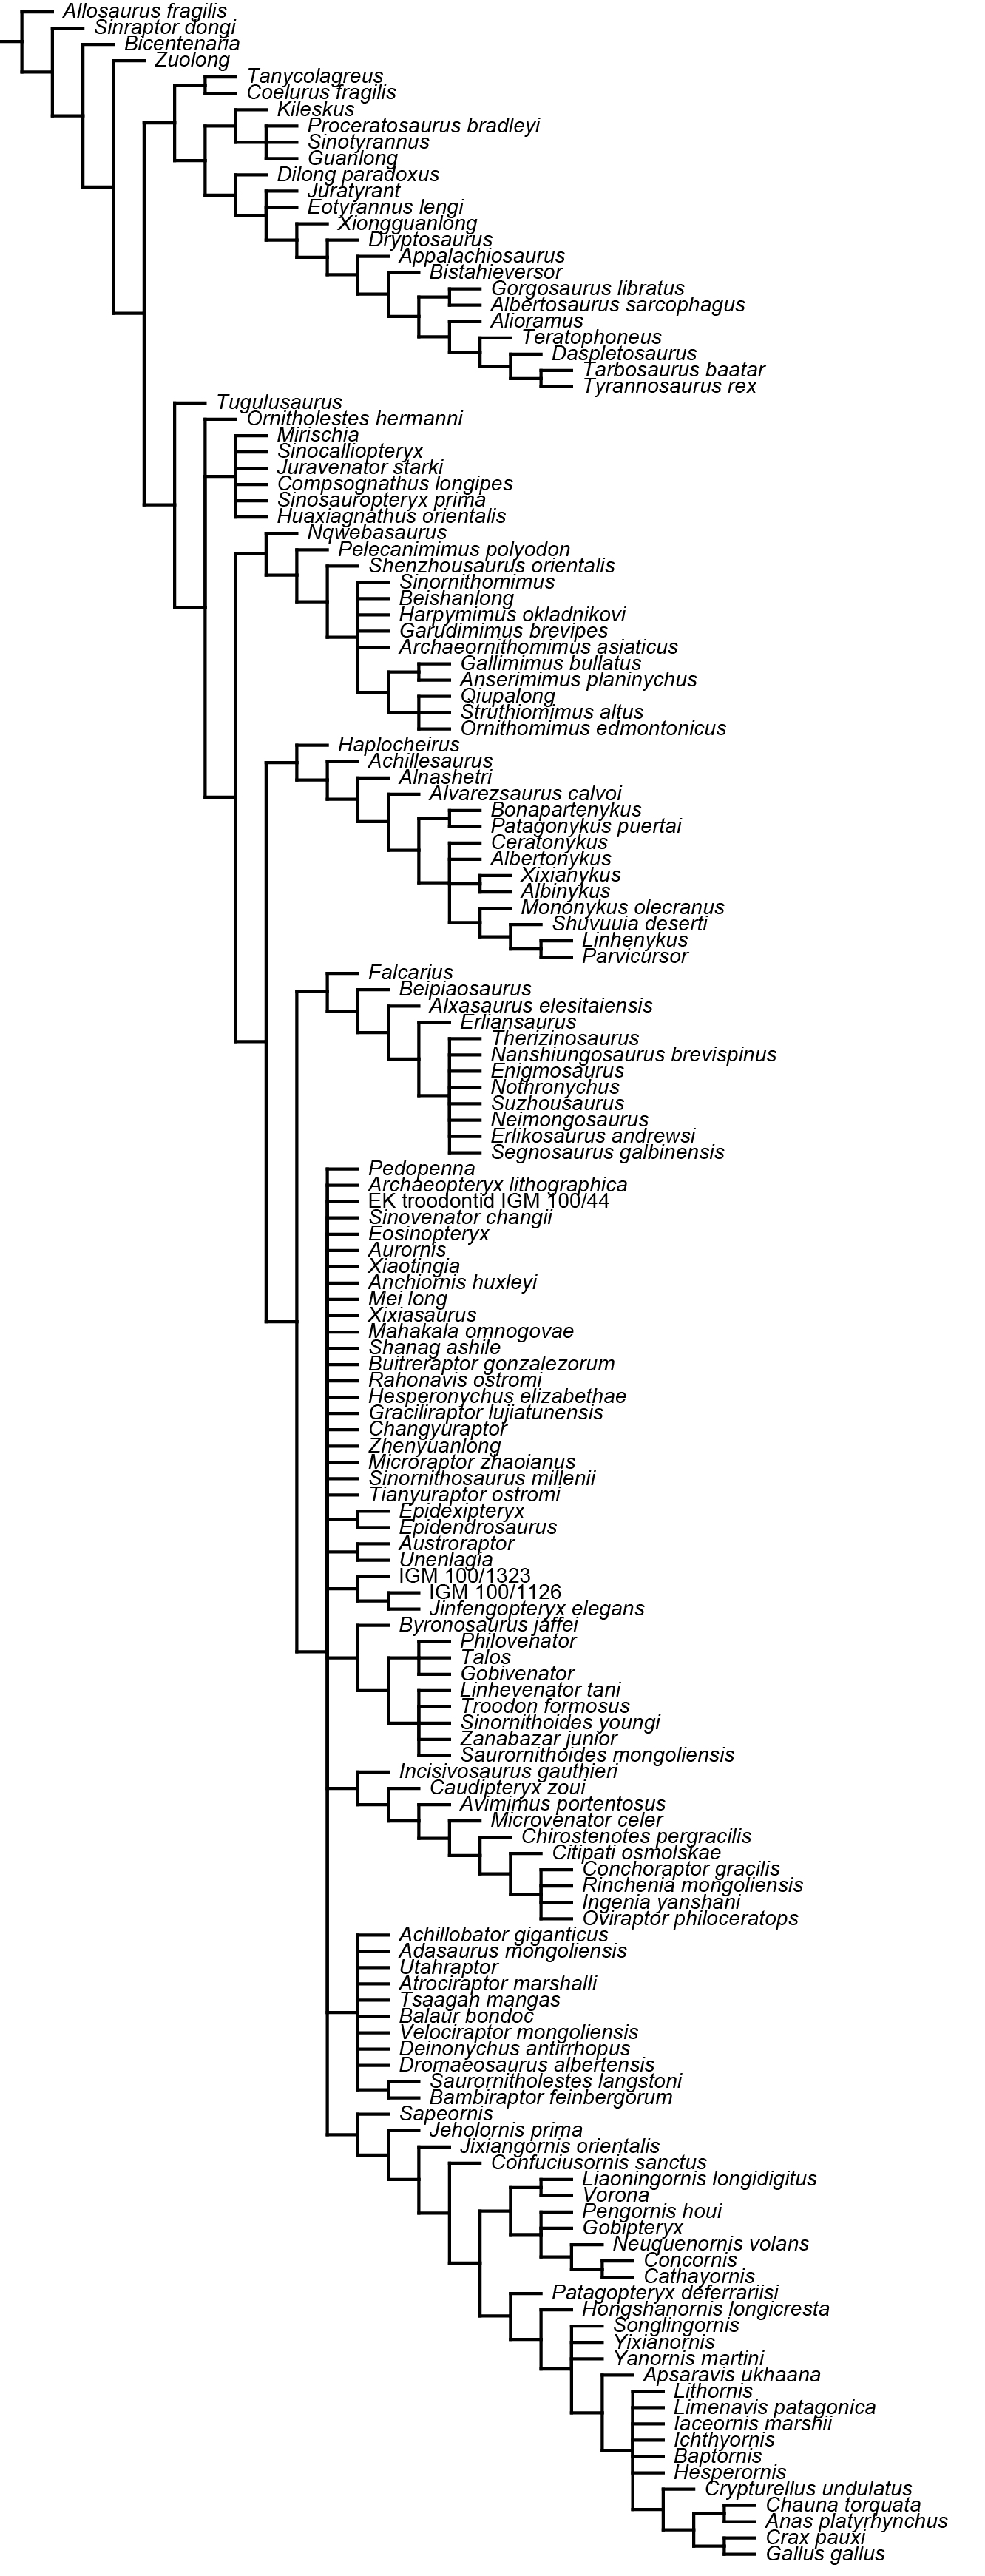 Allosaurus fragilis
Sinraptor dongi
Bicentenaria
Zuolong
Tanycolagreus
Coelurus fragilis
Kileskus
Proceratosaurus bradleyi
Sinotyrannus
Guanlong
Dilong paradoxus
Juratyrant
Eotyrannus lengi
Xiongguanlong
Dryptosaurus
Appalachiosaurus
Bistahieversor
Gorgosaurus libratus
Albertosaurus sarcophagus
Alioramus
Teratophoneus
Daspletosaurus
Tarbosaurus baatar
Tyrannosaurus rex
Tugulusaurus
Ornitholestes hermanni
Mirischia
Sinocalliopteryx
Juravenator starki
Compsognathus longipes
Sinosauropteryx prima
Huaxiagnathus orientalis
Nqwebasaurus
Pelecanimimus polyodon
Shenzhousaurus orientalis
Sinornithomimus
Beishanlong
Harpymimus okladnikovi
Garudimimus brevipes
Archaeornithomimus asiaticus
Gallimimus bullatus
Anserimimus planinychus
Qiupalong
Struthiomimus altus
Ornithomimus edmontonicus
Haplocheirus
Achillesaurus
Alnashetri
Alvarezsaurus calvoi
Bonapartenykus
Patagonykus puertai
Ceratonykus
Albertonykus
Xixianykus
Albinykus
Mononykus olecranus
Shuvuuia deserti
Linhenykus
Parvicursor
Falcarius
Beipiaosaurus
Alxasaurus elesitaiensis
Erliansaurus
Therizinosaurus
Nanshiungosaurus brevispinus
Enigmosaurus
Nothronychus
Suzhousaurus
Neimongosaurus
Erlikosaurus andrewsi
Segnosaurus galbinensis
Pedopenna
Archaeopteryx lithographica
EK troodontid IGM 100/44
Sinovenator changii
Eosinopteryx
Aurornis
Xiaotingia
Anchiornis huxleyi
Mei long
Xixiasaurus
Mahakala omnogovae
Shanag ashile
Buitreraptor gonzalezorum
Rahonavis ostromi
Hesperonychus elizabethae
Graciliraptor lujiatunensis
Changyuraptor
Zhenyuanlong
Microraptor zhaoianus
Sinornithosaurus millenii
Tianyuraptor ostromi
Epidexipteryx
Epidendrosaurus
Austroraptor
Unenlagia
IGM 100/1323
IGM 100/1126
Jinfengopteryx elegans
Byronosaurus jaffei
Philovenator
Talos
Gobivenator
Linhevenator tani
Troodon formosus
Sinornithoides youngi
Zanabazar junior
Saurornithoides mongoliensis
Incisivosaurus gauthieri
Caudipteryx zoui
Avimimus portentosus
Microvenator celer
Chirostenotes pergracilis
Citipati osmolskae
Conchoraptor gracilis
Rinchenia mongoliensis
Ingenia yanshani
Oviraptor philoceratops
Achillobator giganticus
Adasaurus mongoliensis
Utahraptor
Atrociraptor marshalli
Tsaagan mangas
Balaur bondoc
Velociraptor mongoliensis
Deinonychus antirrhopus
Dromaeosaurus albertensis
Saurornitholestes langstoni
Bambiraptor feinbergorum
Sapeornis
Jeholornis prima
Jixiangornis orientalis
Confuciusornis sanctus
Liaoningornis longidigitus
Vorona
Pengornis houi
Gobipteryx
Neuquenornis volans
Concornis
Cathayornis
Patagopteryx deferrariisi
Hongshanornis longicresta
Songlingornis
Yixianornis
Yanornis martini
Apsaravis ukhaana
Lithornis
Limenavis patagonica
Iaceornis marshii
Ichthyornis
Baptornis
Hesperornis
Crypturellus undulatus
Chauna torquata
Anas platyrhynchus
Crax pauxi
Gallus gallus